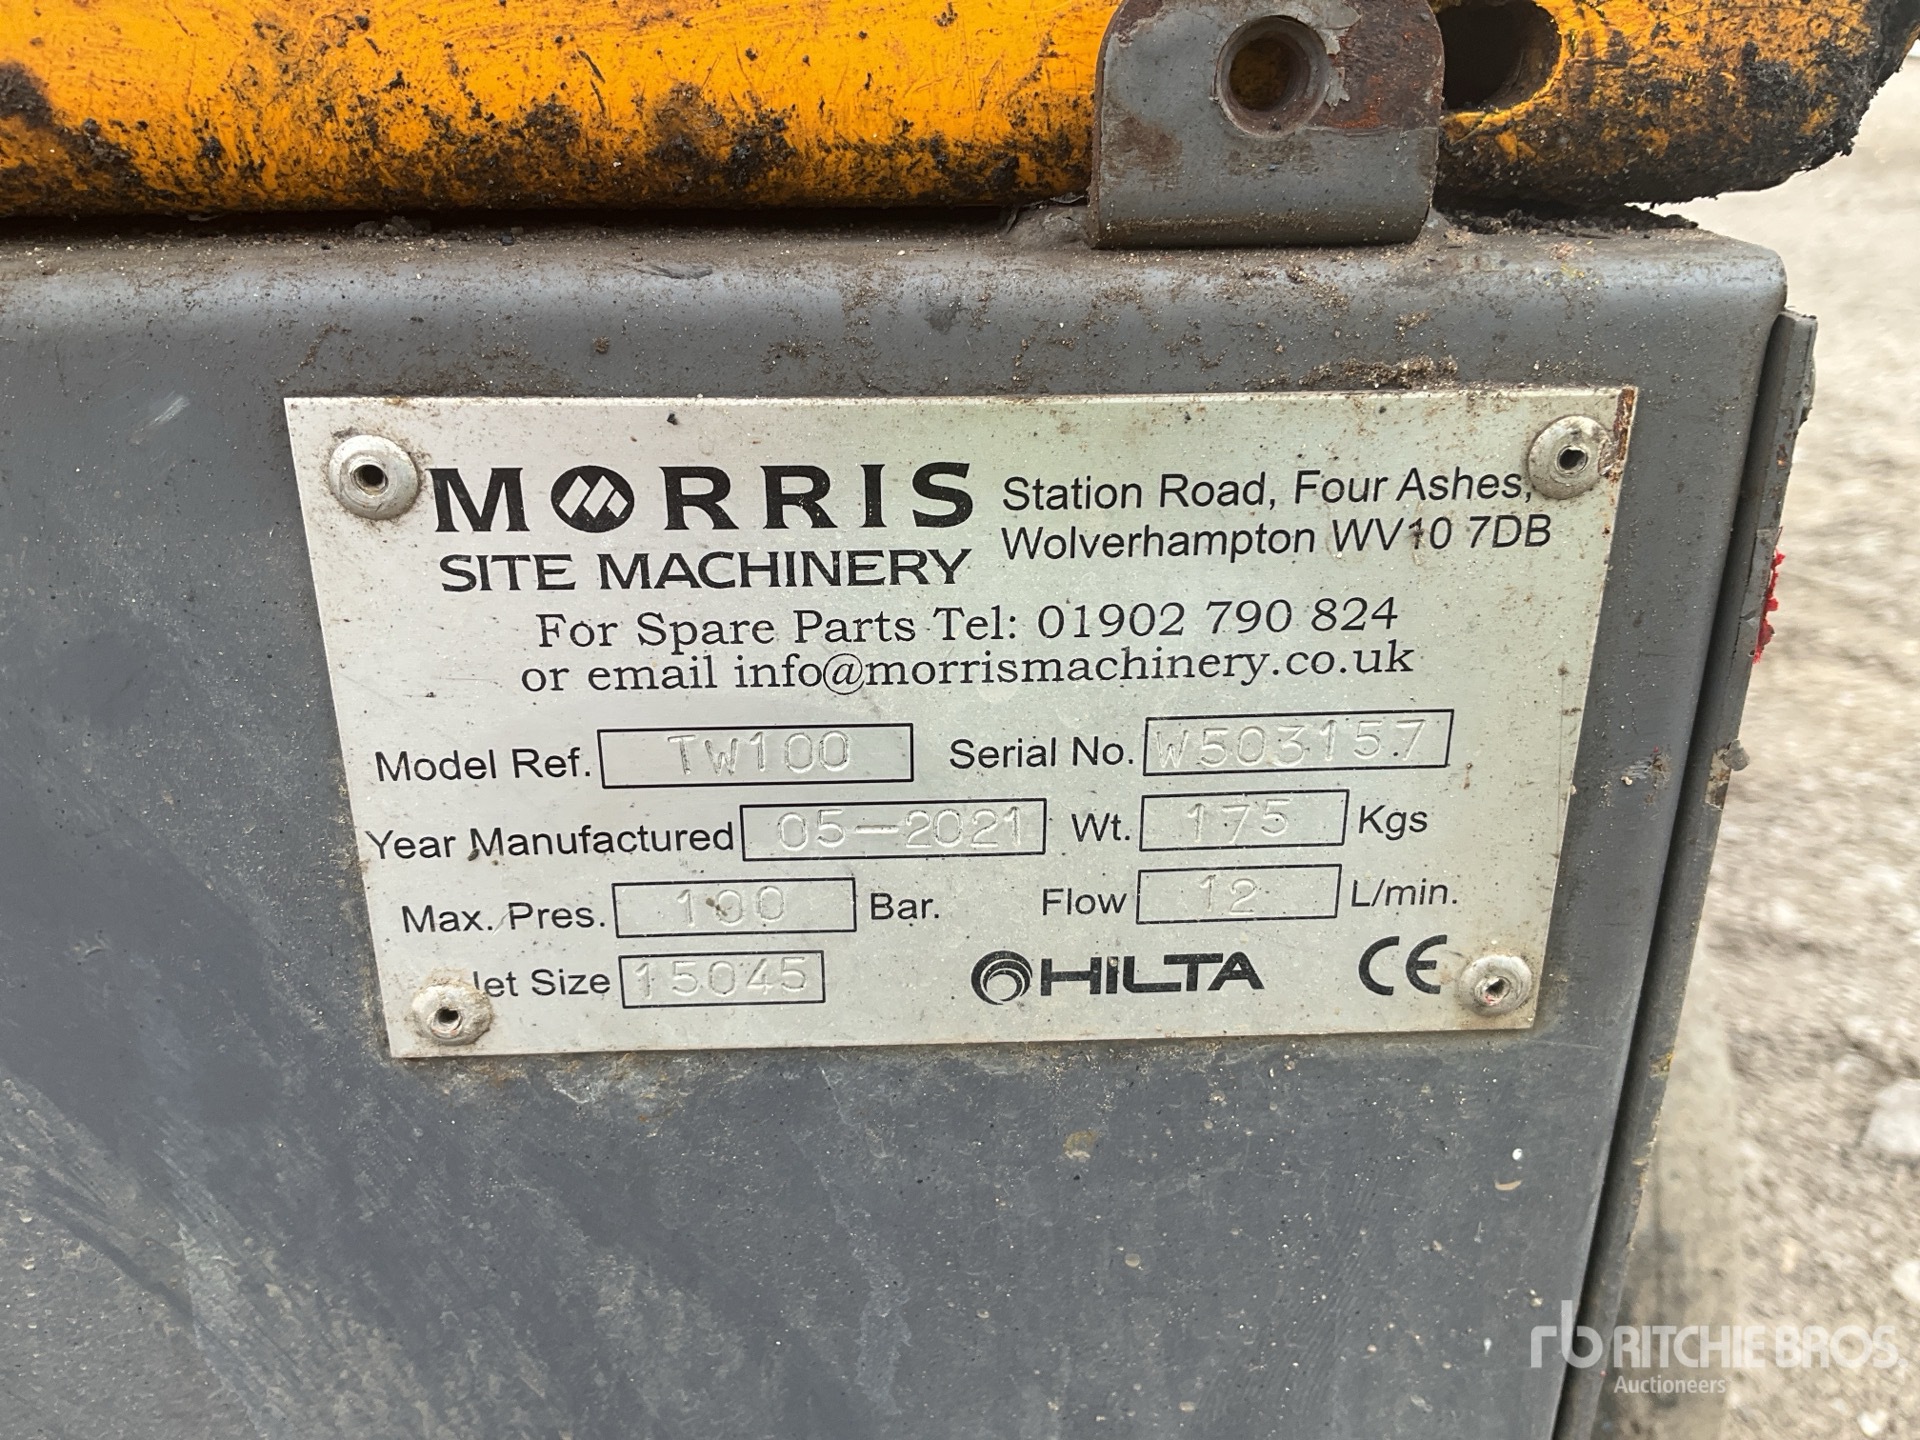 MORRIS
SITE MACHINERY
Station Road, Four Ashes,
Wolverhampton WV10 7DB
For Spare Parts Tel: 01902 790 824
or email info@morrismachinery.co.uk
Model Ref. TW100 Serial No. W503157
Year Manufactured 05-2021 Wt. 175 Kgs
Max. Pres. 100 Bar. Flow 12 L/min.
Size 15045 HILTA CE
rb RITCHIE BROS.
Auctioneers